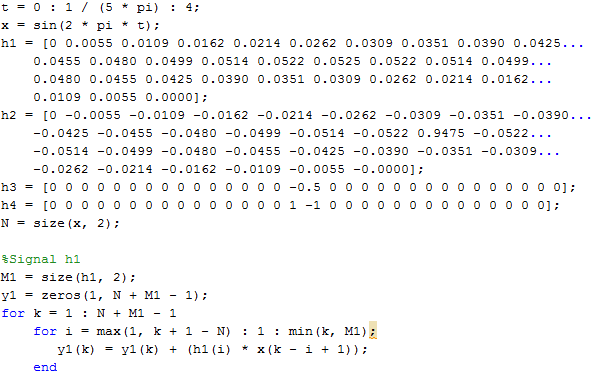 t = 0 : 1 / (5 * pi) : 4;
x = sin(2 * pi * t);
h1 = [0 0.0055 0.0109 0.0162 0.0214 0.0262 0.0309 0.0351 0.0390 0.0425...
0.0455 0.0480 0.0499 0.0514 0.0522 0.0525 0.0522 0.0514 0.0499...
0.0480 0.0455 0.0425 0.0390 0.0351 0.0309 0.0262 0.0214 0.0162...
0.0109 0.0055 0.0000];
h2 = [0 -0.0055 -0.0109 -0.0162 -0.0214 -0.0262 -0.0309 -0.0351 -0.0390...
-0.0425 -0.0455 -0.0480 -0.0499 -0.0514 -0.0522 0.9475 -0.0522...
-0.0514 -0.0499 -0.0480 -0.0455 -0.0425 -0.0390 -0.0351 -0.0309...
-0.0262 -0.0214 -0.0162 -0.0109 -0.0055 -0.0000];
h3 = [0 0 0 0 0 0 0 0 0 0 0 0 0 0 0 -0.5 0 0 0 0 0 0 0 0 0 0 0 0 0 0 0];
h4 = [0 0 0 0 0 0 0 0 0 0 0 0 0 0 0 1 -1 0 0 0 0 0 0 0 0 0 0 0 0 0 0];
N = size(x, 2);
%Signal h1
M1 = size(h1, 2);
y1 = zeros(1, N + M1 - 1);
for k = 1 : N + M1 - 1
for i = max(1, k + 1 - N) : 1 : min(k, M1);
y1(k) = y1(k) + (h1(i) * x(k - i + 1));
end